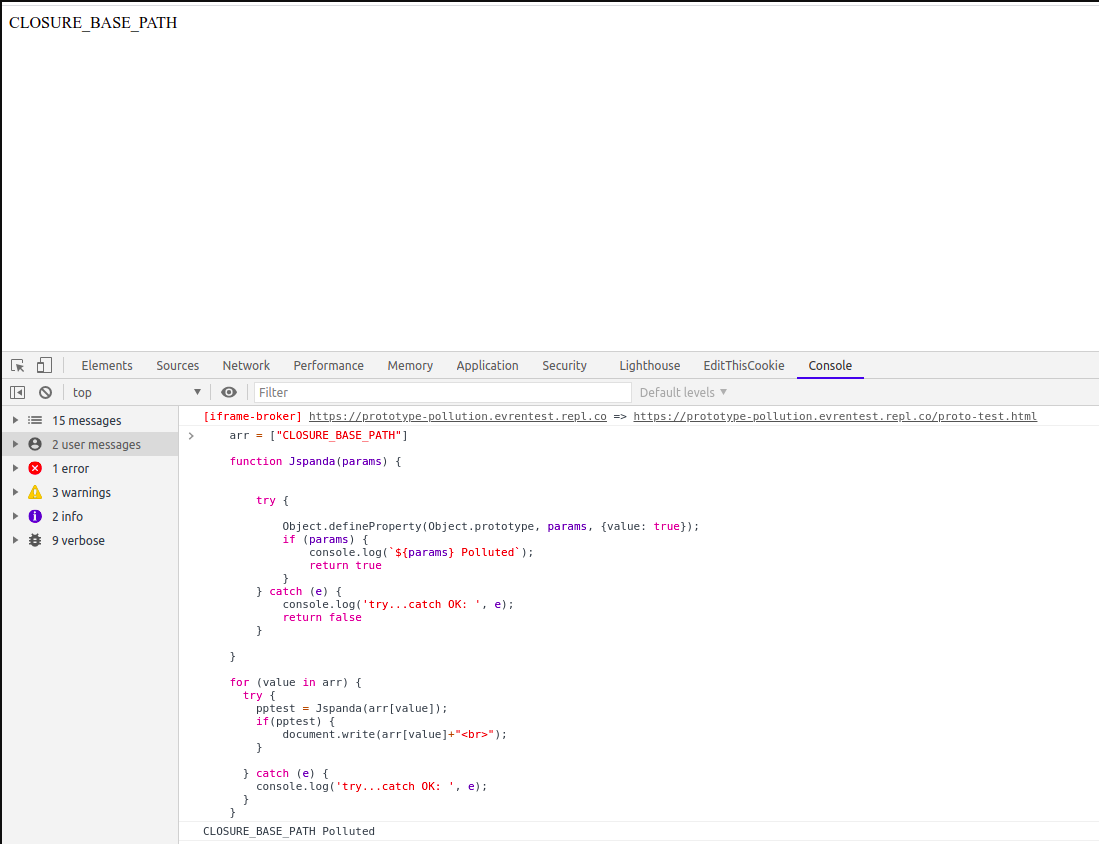 CLOSURE_BASE_PATH
Elements Sources Network Performance Memory Application Security Lighthouse EditThisCookie Console
top Filter Default levels
15 messages
2 user messages
1 error
3 warnings
2 info
9 verbose
[iframe-broker] https://prototype-pollution.evrentest.repl.co => https://prototype-pollution.evrentest.repl.co/proto-test.html
arr = ["CLOSURE_BASE_PATH"]
function Jspanda(params) {
try {
Object.defineProperty(Object.prototype, params, {value: true});
if (params) {
console.log(`${params} Polluted`);
return true
}
} catch (e) {
console.log('try...catch OK: ', e);
return false
}
}
for (value in arr) {
try {
pptest = Jspanda(arr[value]);
if(pptest) {
document.write(arr[value]+"<br>");
}
} catch (e) {
console.log('try...catch OK: ', e);
}
}
CLOSURE_BASE_PATH Polluted